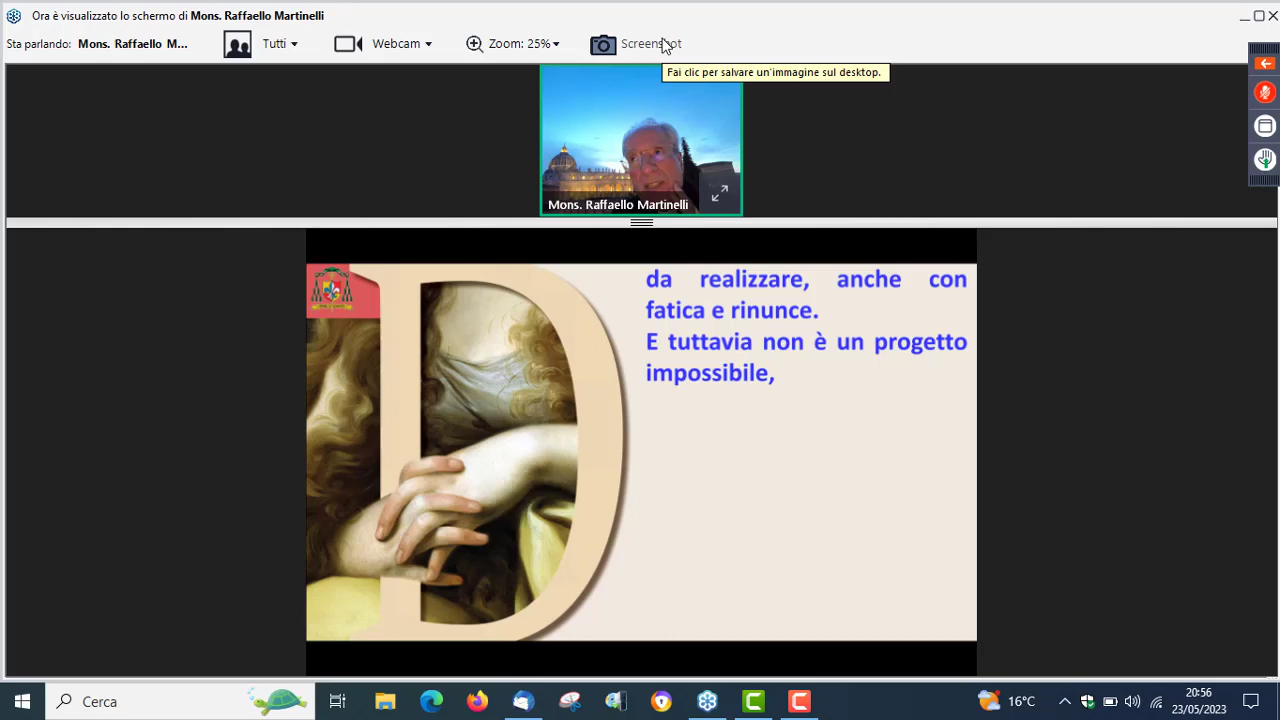 Ora è visualizzato lo schermo di Mons. Raffaello Martinelli
Sta parlando: Mons. Raffaello M... Tutti Webcam Zoom: 25% Screenshot
Fai clic per salvare un'immagine sul desktop.
Mons. Raffaello Martinelli
D
da realizzare, anche con
fatica e rinunce.
E tuttavia non è un progetto
impossibile,
Cerca
16°C
20:56
23/05/2023